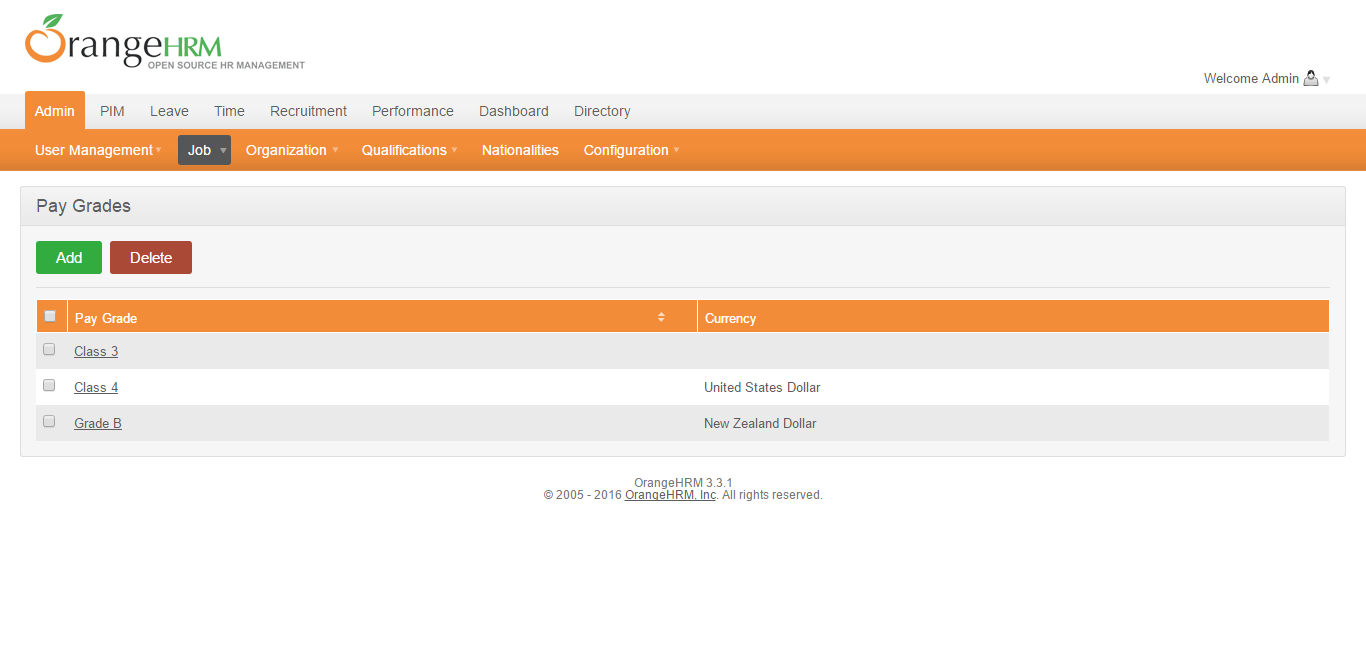 OrangeHRM
OPEN SOURCE HR MANAGEMENT
Welcome Admin
Admin PIM Leave Time Recruitment Performance Dashboard Directory
User Management Job Organization Qualifications Nationalities Configuration
Pay Grades
Add Delete
Pay Grade Currency
Class 3
Class 4 United States Dollar
Grade B New Zealand Dollar
OrangeHRM 3.3.1
© 2005 - 2016 OrangeHRM, Inc. All rights reserved.